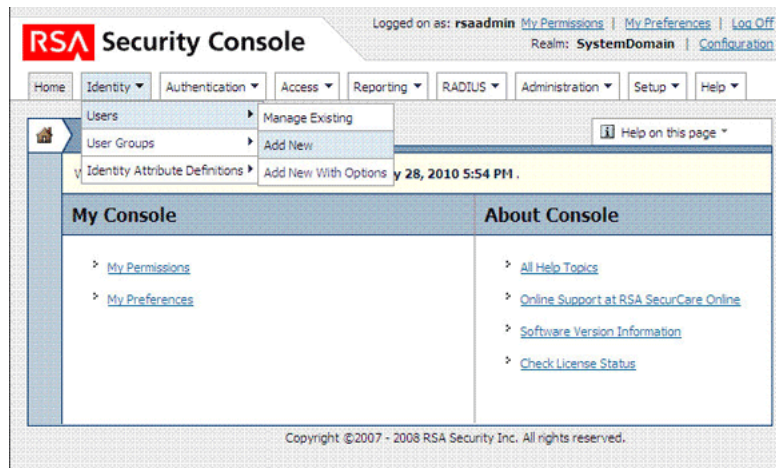 Logged on as: rsaadmin My Permissions | My Preferences | Log Off
RSA Security Console
Realm: SystemDomain | Configuration
Home Identity Authentication Access Reporting RADIUS Administration Setup Help
Users
Manage Existing
User Groups
Add New
Help on this page
Identity Attribute Definitions
Add New With Options
y 28, 2010 5:54 PM .
My Console
About Console
My Permissions
My Preferences
All Help Topics
Online Support at RSA SecurCare Online
Software Version Information
Check License Status
Copyright ©2007 - 2008 RSA Security Inc. All rights reserved.